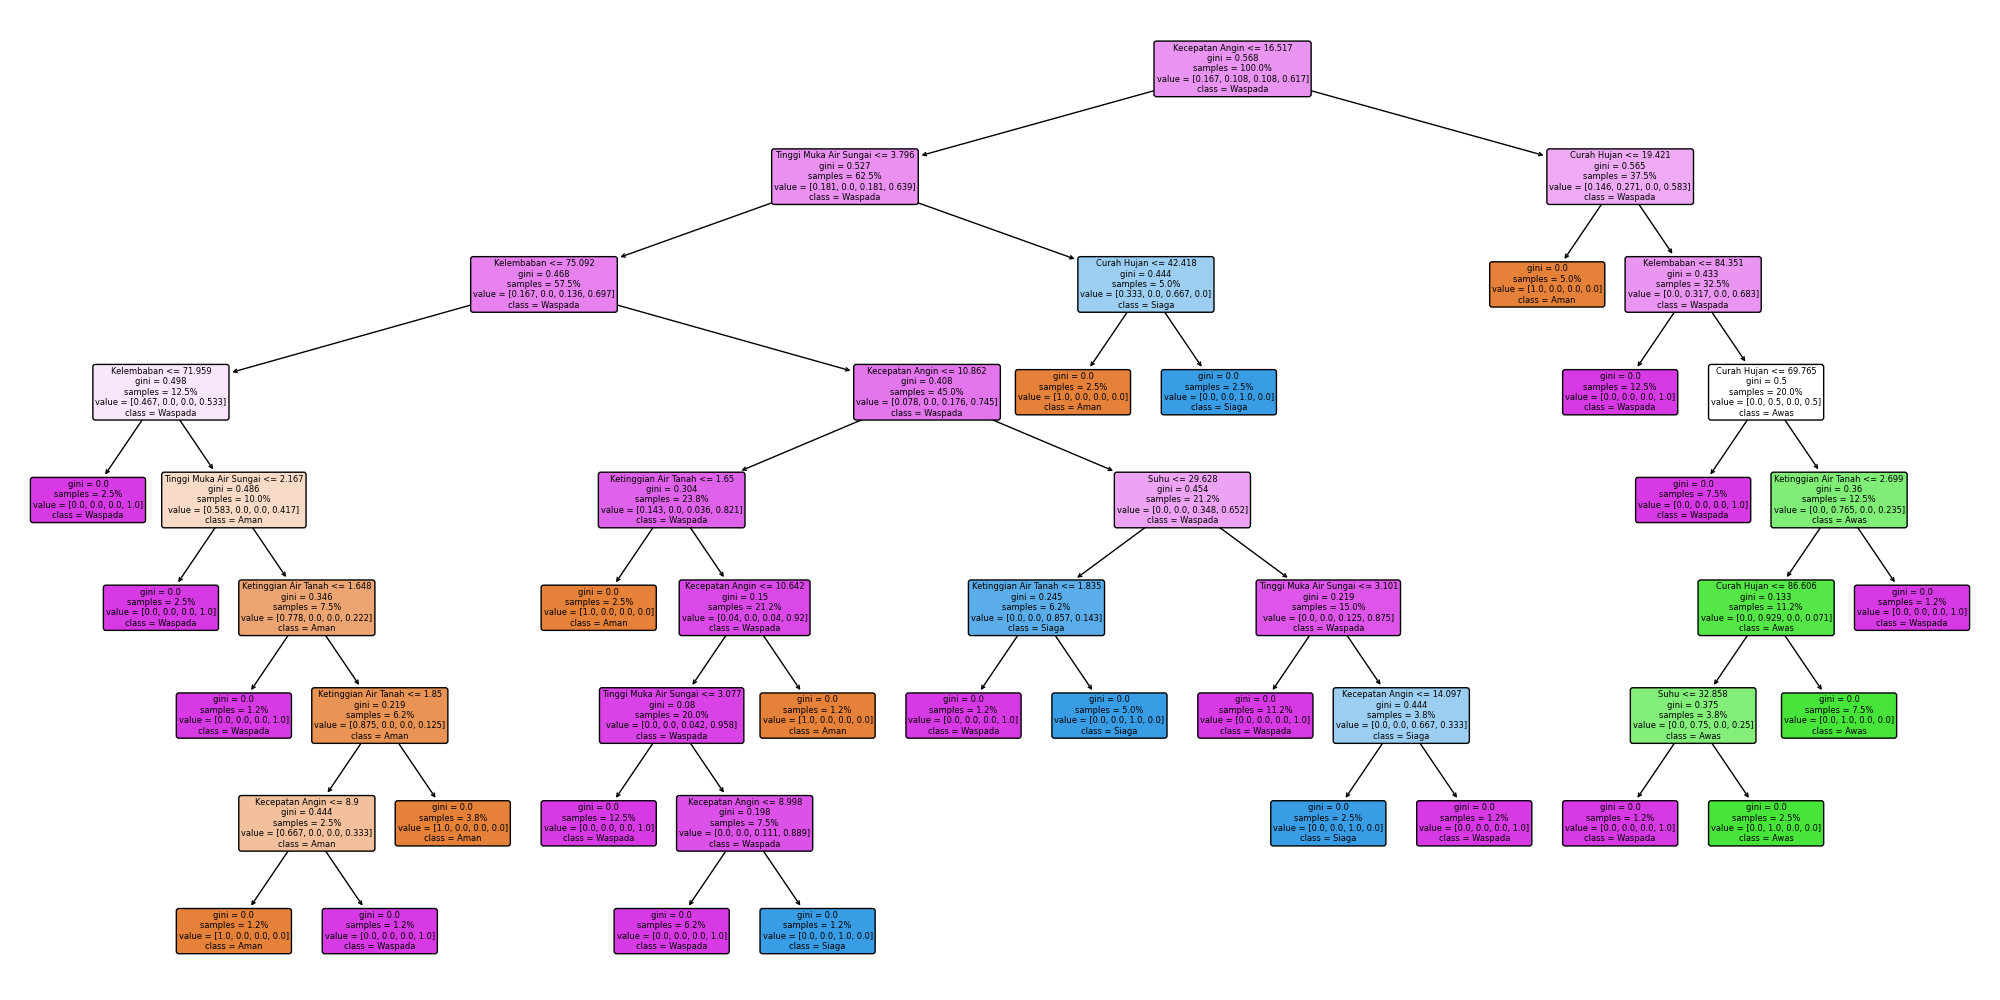 Kecepatan Angin <= 16.517
gini = 0.568
samples = 100.0%
value = [0.167, 0.108, 0.108, 0.617]
class = Waspada
Tinggi Muka Air Sungai <= 3.796
gini = 0.527
samples = 62.5%
value = [0.181, 0.0, 0.181, 0.639]
class = Waspada
Curah Hujan <= 19.421
gini = 0.565
samples = 37.5%
value = [0.146, 0.271, 0.0, 0.583]
class = Waspada
Kelembaban <= 75.092
gini = 0.468
samples = 57.5%
value = [0.167, 0.0, 0.136, 0.697]
class = Waspada
Curah Hujan <= 42.418
gini = 0.444
samples = 5.0%
value = [0.333, 0.0, 0.667, 0.0]
class = Siaga
gini = 0.0
samples = 5.0%
value = [1.0, 0.0, 0.0, 0.0]
class = Aman
Kelembaban <= 84.351
gini = 0.433
samples = 32.5%
value = [0.0, 0.317, 0.0, 0.683]
class = Waspada
Kelembaban <= 71.959
gini = 0.498
samples = 12.5%
value = [0.467, 0.0, 0.0, 0.533]
class = Waspada
Kecepatan Angin <= 10.862
gini = 0.408
samples = 45.0%
value = [0.078, 0.0, 0.176, 0.745]
class = Waspada
gini = 0.0
samples = 2.5%
value = [1.0, 0.0, 0.0, 0.0]
class = Aman
gini = 0.0
samples = 2.5%
value = [0.0, 0.0, 1.0, 0.0]
class = Siaga
gini = 0.0
samples = 12.5%
value = [0.0, 0.0, 0.0, 1.0]
class = Waspada
Curah Hujan <= 69.765
gini = 0.5
samples = 20.0%
value = [0.0, 0.5, 0.0, 0.5]
class = Awas
gini = 0.0
samples = 2.5%
value = [0.0, 0.0, 0.0, 1.0]
class = Waspada
Tinggi Muka Air Sungai <= 2.167
gini = 0.486
samples = 10.0%
value = [0.583, 0.0, 0.0, 0.417]
class = Aman
Ketinggian Air Tanah <= 1.65
gini = 0.304
samples = 23.8%
value = [0.143, 0.0, 0.036, 0.821]
class = Waspada
Suhu <= 29.628
gini = 0.454
samples = 21.2%
value = [0.0, 0.0, 0.348, 0.652]
class = Waspada
gini = 0.0
samples = 7.5%
value = [0.0, 0.0, 0.0, 1.0]
class = Waspada
Ketinggian Air Tanah <= 2.699
gini = 0.36
samples = 12.5%
value = [0.0, 0.765, 0.0, 0.235]
class = Awas
gini = 0.0
samples = 2.5%
value = [0.0, 0.0, 0.0, 1.0]
class = Waspada
Ketinggian Air Tanah <= 1.648
gini = 0.346
samples = 7.5%
value = [0.778, 0.0, 0.0, 0.222]
class = Aman
gini = 0.0
samples = 2.5%
value = [1.0, 0.0, 0.0, 0.0]
class = Aman
Kecepatan Angin <= 10.642
gini = 0.15
samples = 21.2%
value = [0.04, 0.0, 0.04, 0.92]
class = Waspada
Ketinggian Air Tanah <= 1.835
gini = 0.245
samples = 6.2%
value = [0.0, 0.0, 0.857, 0.143]
class = Siaga
Tinggi Muka Air Sungai <= 3.101
gini = 0.219
samples = 15.0%
value = [0.0, 0.0, 0.125, 0.875]
class = Waspada
Curah Hujan <= 86.606
gini = 0.133
samples = 11.2%
value = [0.0, 0.929, 0.0, 0.071]
class = Awas
gini = 0.0
samples = 1.2%
value = [0.0, 0.0, 0.0, 1.0]
class = Waspada
gini = 0.0
samples = 1.2%
value = [0.0, 0.0, 0.0, 1.0]
class = Waspada
Ketinggian Air Tanah <= 1.85
gini = 0.219
samples = 6.2%
value = [0.875, 0.0, 0.0, 0.125]
class = Aman
Tinggi Muka Air Sungai <= 3.077
gini = 0.08
samples = 20.0%
value = [0.0, 0.0, 0.042, 0.958]
class = Waspada
gini = 0.0
samples = 1.2%
value = [1.0, 0.0, 0.0, 0.0]
class = Aman
gini = 0.0
samples = 1.2%
value = [0.0, 0.0, 0.0, 1.0]
class = Waspada
gini = 0.0
samples = 5.0%
value = [0.0, 0.0, 1.0, 0.0]
class = Siaga
gini = 0.0
samples = 11.2%
value = [0.0, 0.0, 0.0, 1.0]
class = Waspada
Kecepatan Angin <= 14.097
gini = 0.444
samples = 3.8%
value = [0.0, 0.0, 0.667, 0.333]
class = Siaga
Suhu <= 32.858
gini = 0.375
samples = 3.8%
value = [0.0, 0.75, 0.0, 0.25]
class = Awas
gini = 0.0
samples = 7.5%
value = [0.0, 1.0, 0.0, 0.0]
class = Awas
Kecepatan Angin <= 8.9
gini = 0.444
samples = 2.5%
value = [0.667, 0.0, 0.0, 0.333]
class = Aman
gini = 0.0
samples = 3.8%
value = [1.0, 0.0, 0.0, 0.0]
class = Aman
gini = 0.0
samples = 12.5%
value = [0.0, 0.0, 0.0, 1.0]
class = Waspada
Kecepatan Angin <= 8.998
gini = 0.198
samples = 7.5%
value = [0.0, 0.0, 0.111, 0.889]
class = Waspada
gini = 0.0
samples = 2.5%
value = [0.0, 0.0, 1.0, 0.0]
class = Siaga
gini = 0.0
samples = 1.2%
value = [0.0, 0.0, 0.0, 1.0]
class = Waspada
gini = 0.0
samples = 1.2%
value = [0.0, 0.0, 0.0, 1.0]
class = Waspada
gini = 0.0
samples = 2.5%
value = [0.0, 1.0, 0.0, 0.0]
class = Awas
gini = 0.0
samples = 1.2%
value = [1.0, 0.0, 0.0, 0.0]
class = Aman
gini = 0.0
samples = 1.2%
value = [0.0, 0.0, 0.0, 1.0]
class = Waspada
gini = 0.0
samples = 6.2%
value = [0.0, 0.0, 0.0, 1.0]
class = Waspada
gini = 0.0
samples = 1.2%
value = [0.0, 0.0, 1.0, 0.0]
class = Siaga